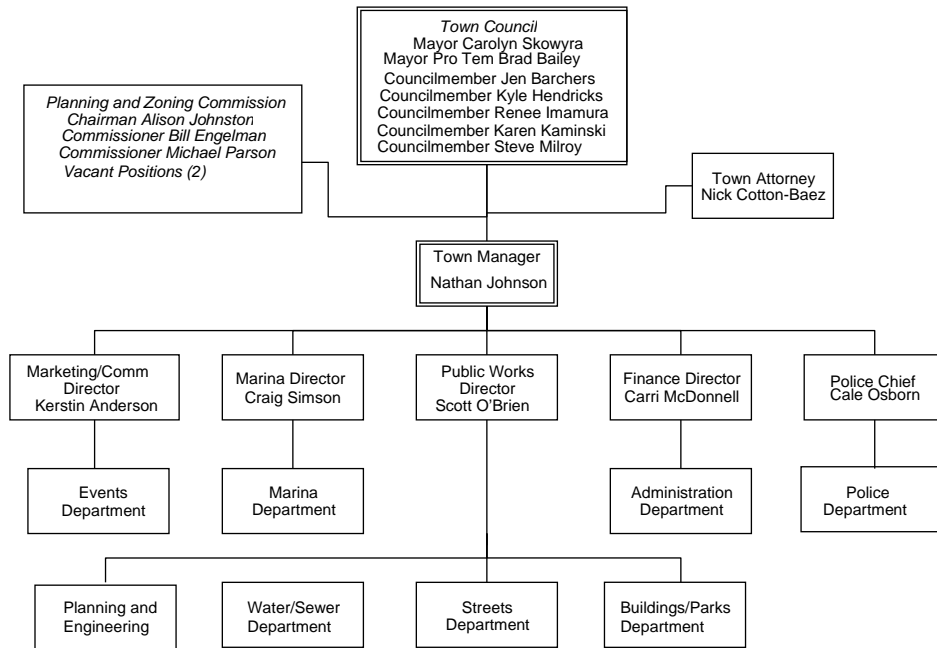 Town Council
Mayor Carolyn Skowyra
Mayor Pro Tem Brad Bailey
Councilmember Jen Barchers
Councilmember Kyle Hendricks
Councilmember Renee Imamura
Councilmember Karen Kaminski
Councilmember Steve Milroy
Planning and Zoning Commission
Chairman Alison Johnston
Commissioner Bill Engelman
Commissioner Michael Parson
Vacant Positions (2)
Town Attorney
Nick Cotton-Baez
Town Manager
Nathan Johnson
Marketing/Comm
Director
Kerstin Anderson
Marina Director
Craig Simson
Public Works
Director
Scott O'Brien
Finance Director
Carri McDonnell
Police Chief
Cale Osborn
Events
Department
Marina
Department
Administration
Department
Police
Department
Planning and
Engineering
Water/Sewer
Department
Streets
Department
Buildings/Parks
Department